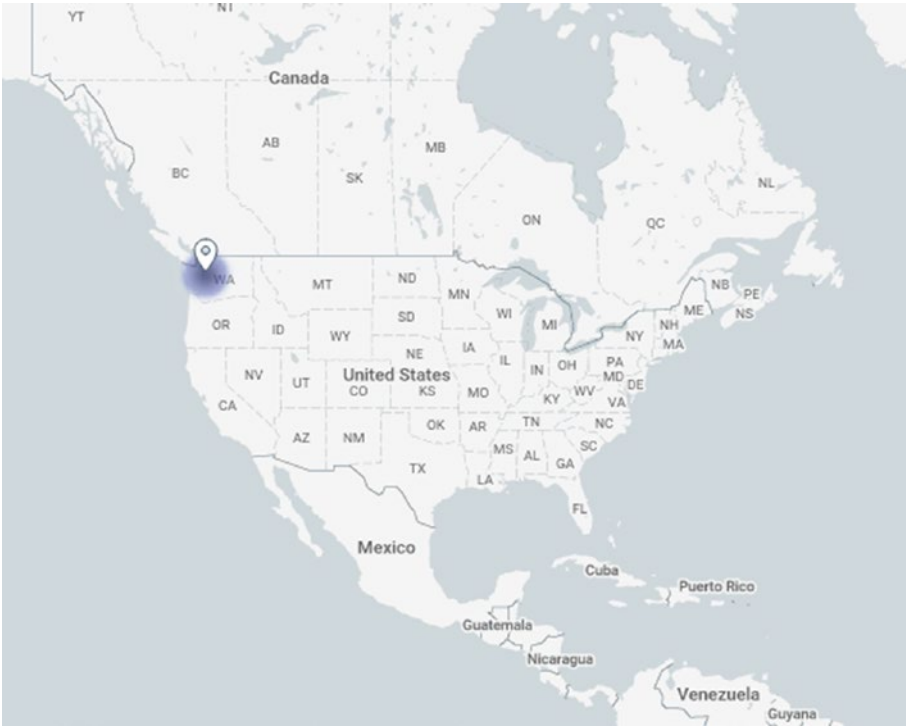 YT
NT
Canada
AB
MB
BC
SK
NL
ON
QC
WA
MT
ND
MN
NB
PE
ME
NS
OR
ID
WY
SD
WI
MI
NY
NH
MA
NE
IA
IL
IN
OH
PA
MD
DE
NV
UT
United States
CO
KS
MO
KY
WV
VA
CA
AZ
NM
OK
AR
TN
NC
SC
TX
MS
AL
GA
LA
FL
Mexico
Cuba
Puerto Rico
Guatemala
Nicaragua
Venezuela
Guyana